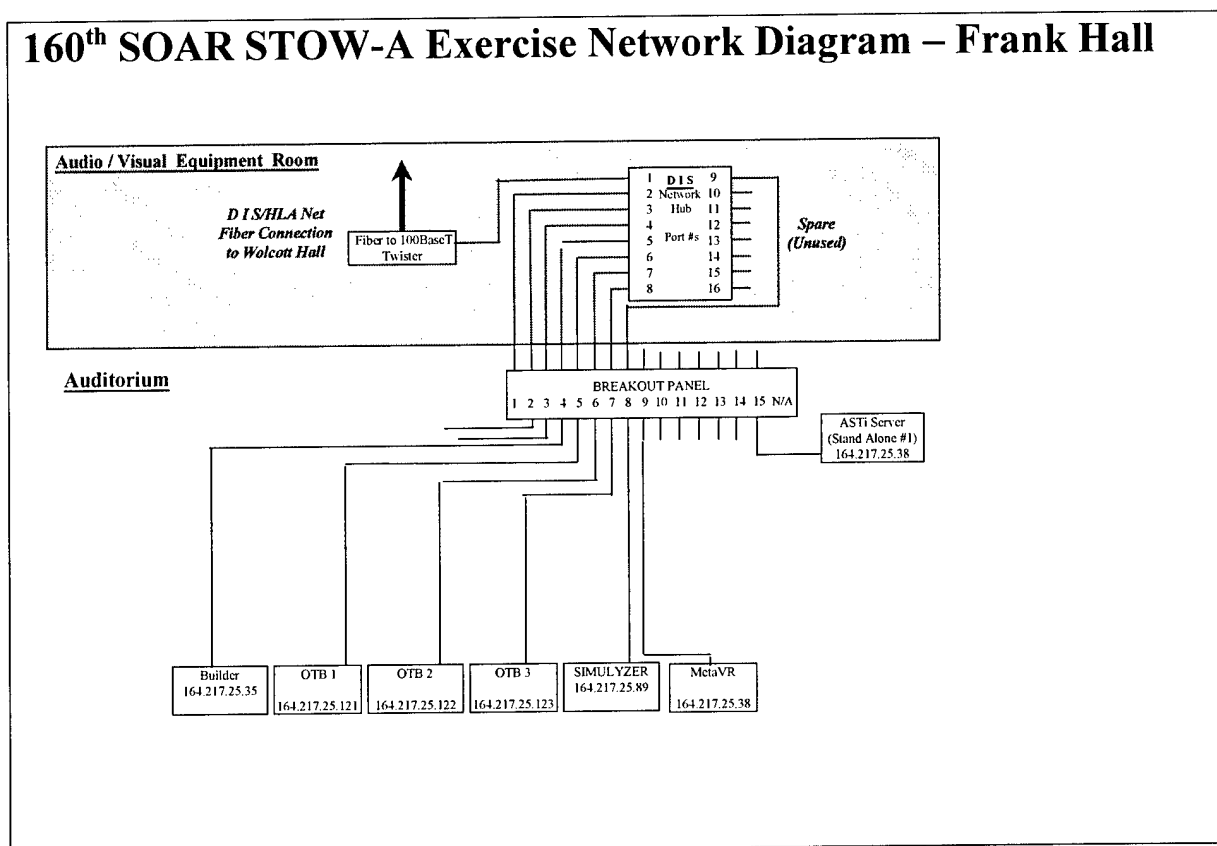 160th SOAR STOW-A Exercise Network Diagram – Frank Hall
Audio / Visual Equipment Room
D I S/HLA Net
Fiber Connection
to Wolcott Hall
Fiber to 100BaseT
Twister
1 DIS 9
2 Network 10
3 Hub 11
4 12
5 Port #s 13
6 14
7 15
8 16
Spare
(Unused)
Auditorium
BREAKOUT PANEL
1 2 3 4 5 6 7 8 9 10 11 12 13 14 15 N/A
ASTi Server
(Stand Alone #1)
164.217.25.38
Builder
164.217.25.35
OTB 1
164.217.25.121
OTB 2
164.217.25.122
OTB 3
164.217.25.123
SIMULYZER
164.217.25.89
MetaVR
164.217.25.38